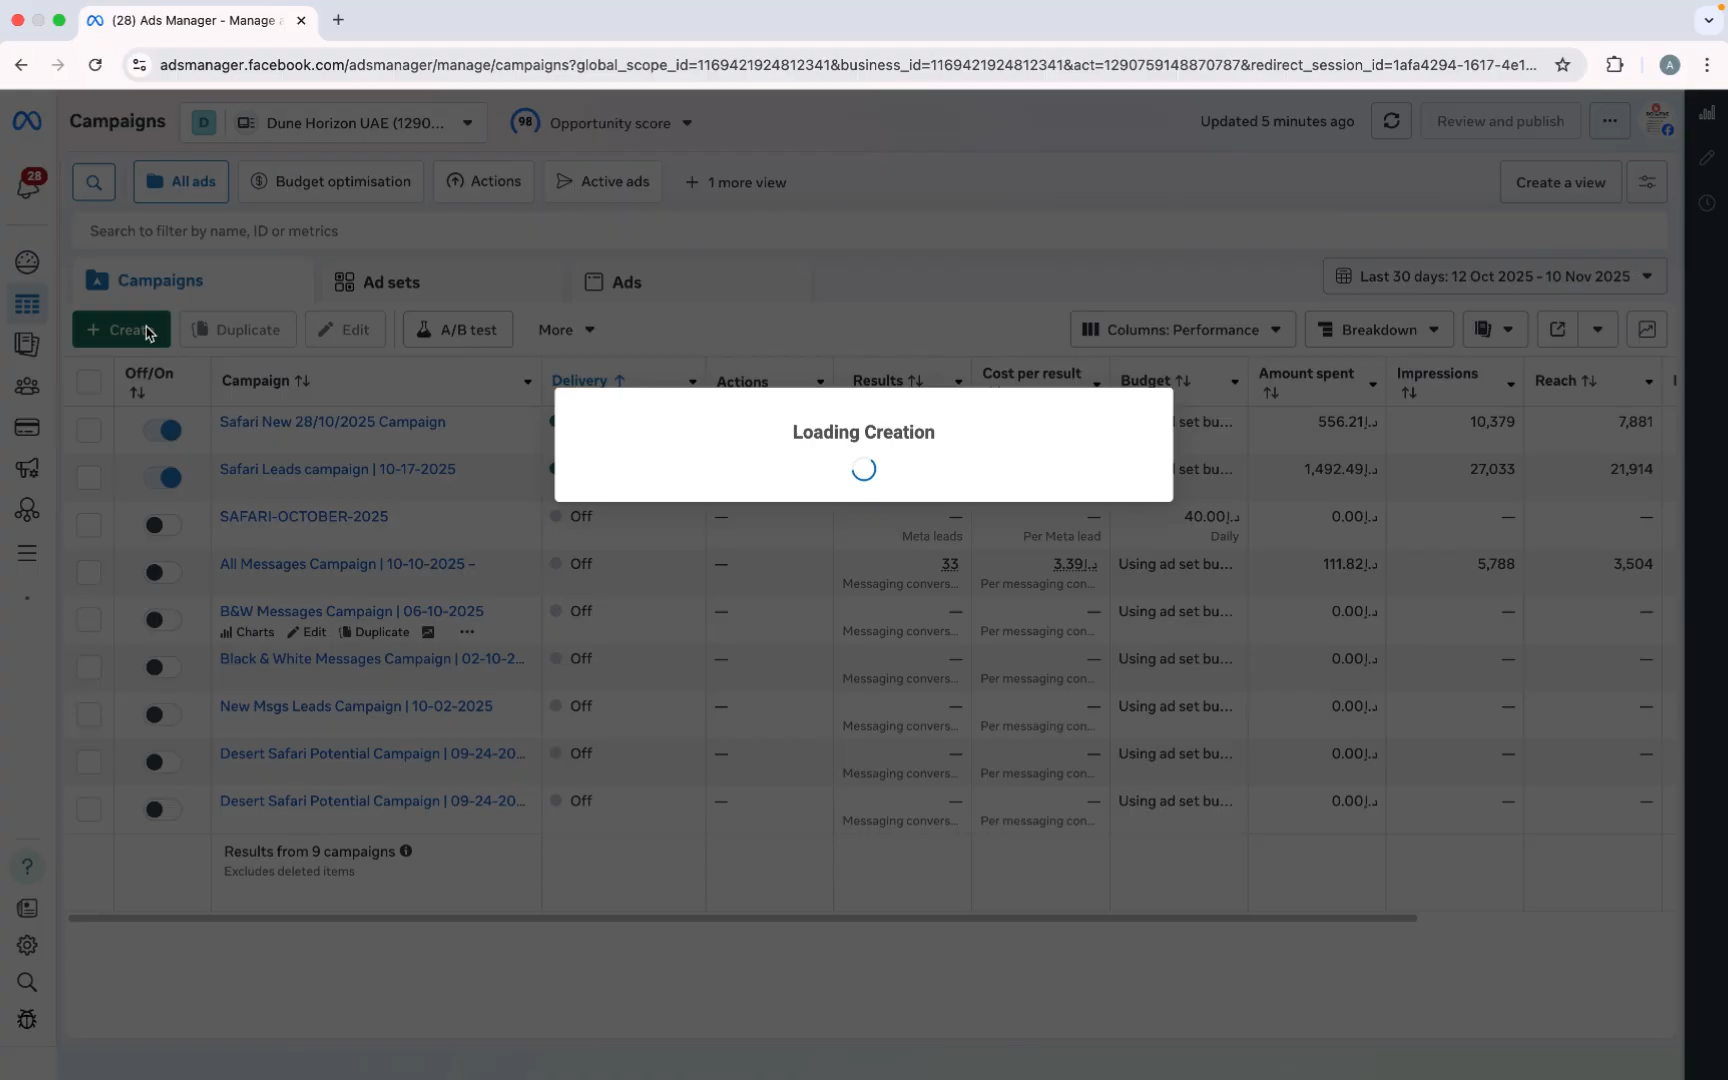 (28) Ads Manager - Manage a
adsmanager.facebook.com/adsmanager/manage/campaigns?global_scope_id=1169421924812341&business_id=1169421924812341&act=1290759148870787&redirect_session_id=1afa4294-1617-4e1...
A
Campaigns
D
Dune Horizon UAE (1290...
98
Opportunity score
Updated 5 minutes ago
Review and publish
28
All ads
Budget optimisation
Actions
Active ads
+ 1 more view
Create a view
Search to filter by name, ID or metrics
Campaigns
Ad sets
Ads
Last 30 days: 12 Oct 2025 - 10 Nov 2025
+ Create
Duplicate
Edit
A/B test
More
Columns: Performance
Breakdown
Off/On
Campaign
Delivery
Actions
Results
Cost per result
Budget
Amount spent
Impressions
Reach
Safari New 28/10/2025 Campaign
set bu...
556.21د.إ
10,379
7,881
Loading Creation
Safari Leads campaign | 10-17-2025
set bu...
1,492.49د.إ
27,033
21,914
SAFARI-OCTOBER-2025
Off
—
—
—
40.00د.إ
0.00د.إ
—
—
Meta leads
Per Meta lead
Daily
All Messages Campaign | 10-10-2025 –
Off
—
33
3.39د.إ
Using ad set bu...
111.82د.إ
5,788
3,504
Messaging convers...
Per messaging con...
B&W Messages Campaign | 06-10-2025
Off
—
—
—
Using ad set bu...
0.00د.إ
—
—
Charts
Edit
Duplicate
...
Messaging convers...
Per messaging con...
Black & White Messages Campaign | 02-10-2...
Off
—
—
—
Using ad set bu...
0.00د.إ
—
—
Messaging convers...
Per messaging con...
New Msgs Leads Campaign | 10-02-2025
Off
—
—
—
Using ad set bu...
0.00د.إ
—
—
Messaging convers...
Per messaging con...
Desert Safari Potential Campaign | 09-24-20...
Off
—
—
—
Using ad set bu...
0.00د.إ
—
—
Messaging convers...
Per messaging con...
Desert Safari Potential Campaign | 09-24-20...
Off
—
—
—
Using ad set bu...
0.00د.إ
—
—
Messaging convers...
Per messaging con...
Results from 9 campaigns
Excludes deleted items